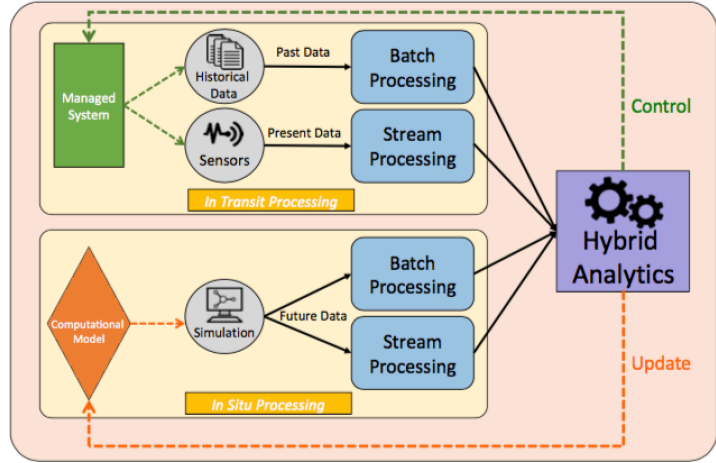 Managed
System
Historical
Data
Past Data
Batch
Processing
Sensors
Present Data
Stream
Processing
In Transit Processing
Control
Hybrid
Analytics
Computational
Model
Simulation
Future Data
Batch
Processing
Stream
Processing
In Situ Processing
Update